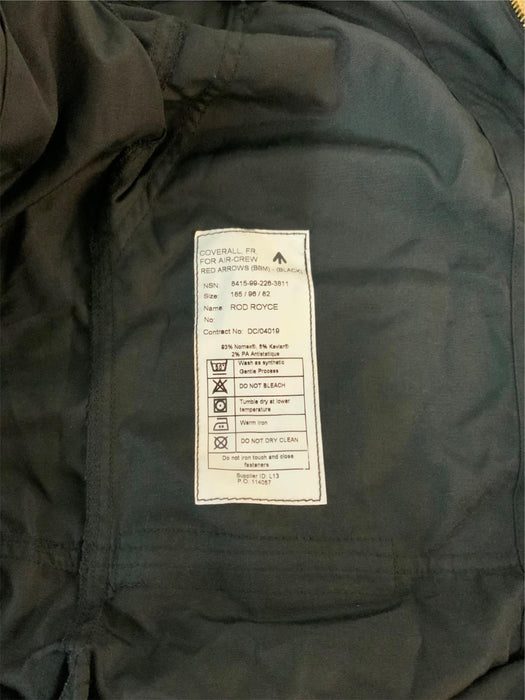 COVERALL, FR,
FOR AIR-CREW
RED ARROWS (BIIM) - (BLACK)
NSN: 8415-99-226-3811
Size: 185 / 96 / 82
Name: ROD ROYCE
No:
Contract No: DC/04019
93% Nomex®, 5% Kevlar®
2% PA Antistatique
Wash as synthetic
Gentle Process
DO NOT BLEACH
Tumble dry at lower
temperature
Warm iron
DO NOT DRY CLEAN
Do not iron touch and close
fasteners
Supplier ID: L13
P.O. 114067